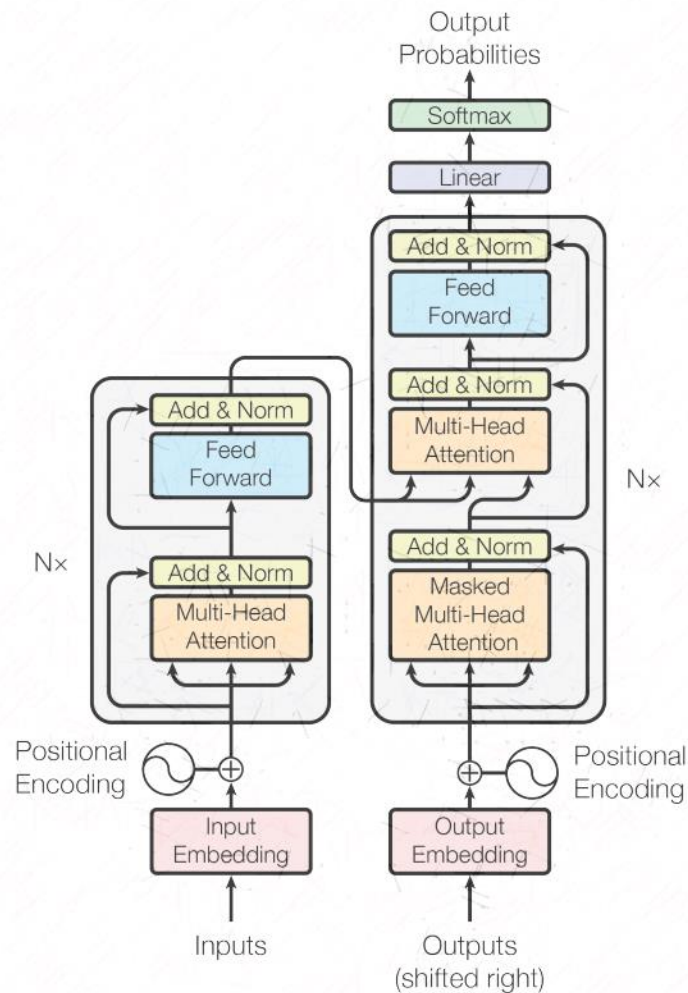 Output
Probabilities
Softmax
Linear
Add & Norm
Feed
Forward
Add & Norm
Multi-Head
Attention
Add & Norm
Masked
Multi-Head
Attention
Nx
Add & Norm
Feed
Forward
Add & Norm
Multi-Head
Attention
Nx
Positional
Encoding
Positional
Encoding
Input
Embedding
Output
Embedding
Inputs
Outputs
(shifted right)